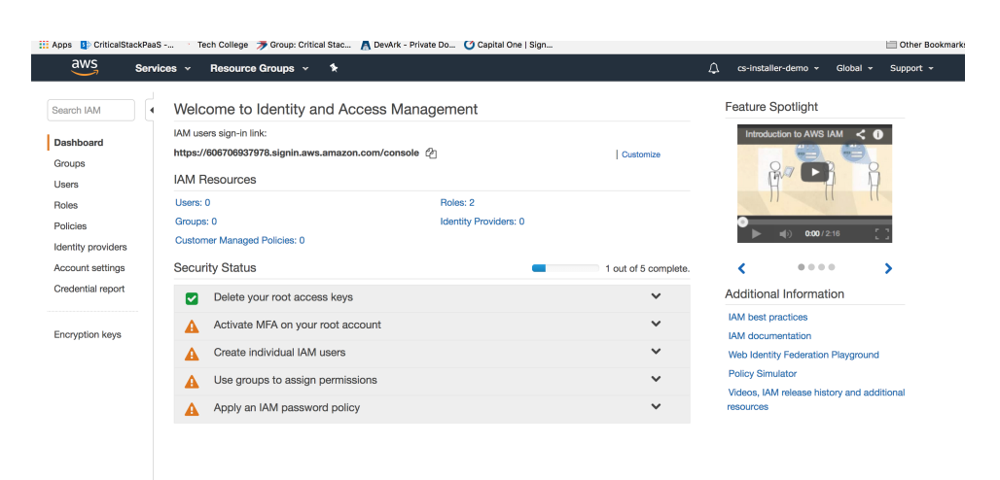 Apps CriticalStackPaaS -... Tech College Group: Critical Stac... DevArk - Private Do... Capital One | Sign... Other Bookmarks
aws Services Resource Groups cs-installer-demo Global Support
Search IAM
Dashboard
Groups
Users
Roles
Policies
Identity providers
Account settings
Credential report
Encryption keys
Welcome to Identity and Access Management
IAM users sign-in link:
https://606706937978.signin.aws.amazon.com/console | Customize
IAM Resources
Users: 0 Roles: 2
Groups: 0 Identity Providers: 0
Customer Managed Policies: 0
Security Status 1 out of 5 complete.
Delete your root access keys
Activate MFA on your root account
Create individual IAM users
Use groups to assign permissions
Apply an IAM password policy
Feature Spotlight
Introduction to AWS IAM
0:00 / 2:16
Additional Information
IAM best practices
IAM documentation
Web Identity Federation Playground
Policy Simulator
Videos, IAM release history and additional
resources